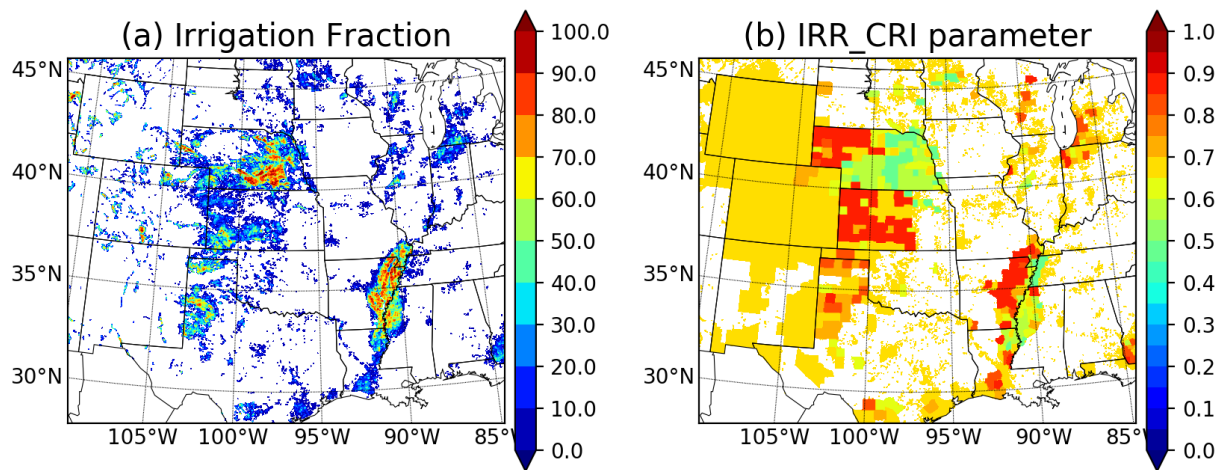 (a) Irrigation Fraction
45°N
40°N
35°N
30°N
105°W 100°W 95°W 90°W 85°W
100.0
90.0
80.0
70.0
60.0
50.0
40.0
30.0
20.0
10.0
0.0
(b) IRR_CRI parameter
45°N
40°N
35°N
30°N
105°W 100°W 95°W 90°W 85°W
1.0
0.9
0.8
0.7
0.6
0.5
0.4
0.3
0.2
0.1
0.0